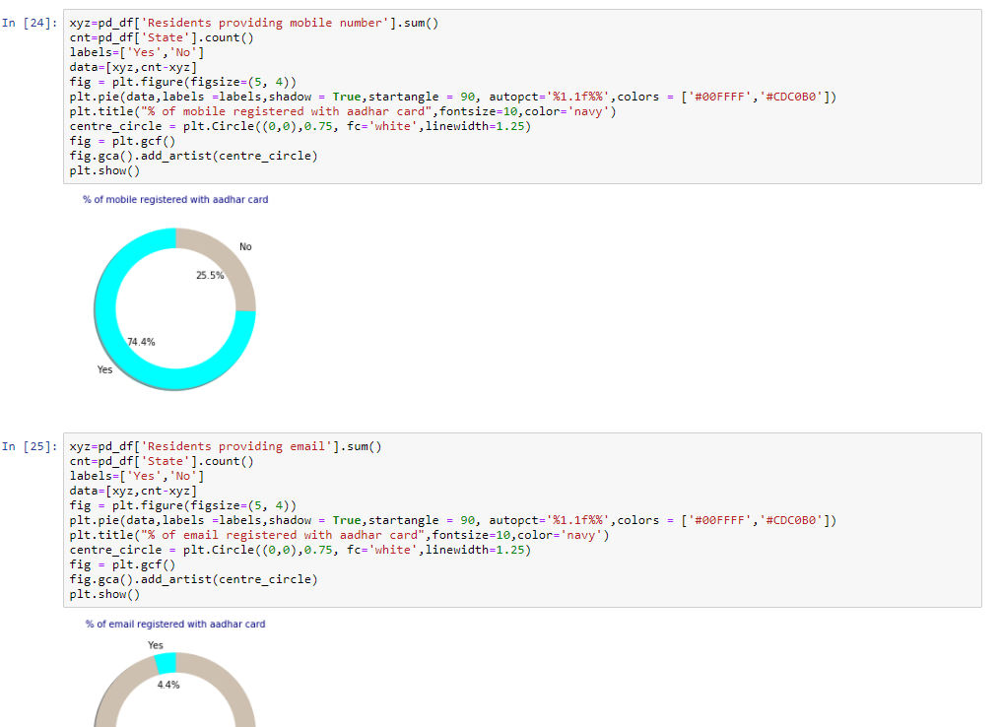 In [24]: xyz=pd_df['Residents providing mobile number'].sum()
cnt=pd_df['State'].count()
labels=['Yes','No']
data=[xyz,cnt-xyz]
fig = plt.figure(figsize=(5, 4))
plt.pie(data,labels =labels,shadow = True,startangle = 90, autopct='%1.1f%%',colors = ['#00FFFF','#CDC0B0'])
plt.title("% of mobile registered with aadhar card",fontsize=10,color='navy')
centre_circle = plt.Circle((0,0),0.75, fc='white',linewidth=1.25)
fig = plt.gcf()
fig.gca().add_artist(centre_circle)
plt.show()
% of mobile registered with aadhar card
No
25.5%
74.4%
Yes
In [25]: xyz=pd_df['Residents providing email'].sum()
cnt=pd_df['State'].count()
labels=['Yes','No']
data=[xyz,cnt-xyz]
fig = plt.figure(figsize=(5, 4))
plt.pie(data,labels =labels,shadow = True,startangle = 90, autopct='%1.1f%%',colors = ['#00FFFF','#CDC0B0'])
plt.title("% of email registered with aadhar card",fontsize=10,color='navy')
centre_circle = plt.Circle((0,0),0.75, fc='white',linewidth=1.25)
fig = plt.gcf()
fig.gca().add_artist(centre_circle)
plt.show()
% of email registered with aadhar card
Yes
4.4%